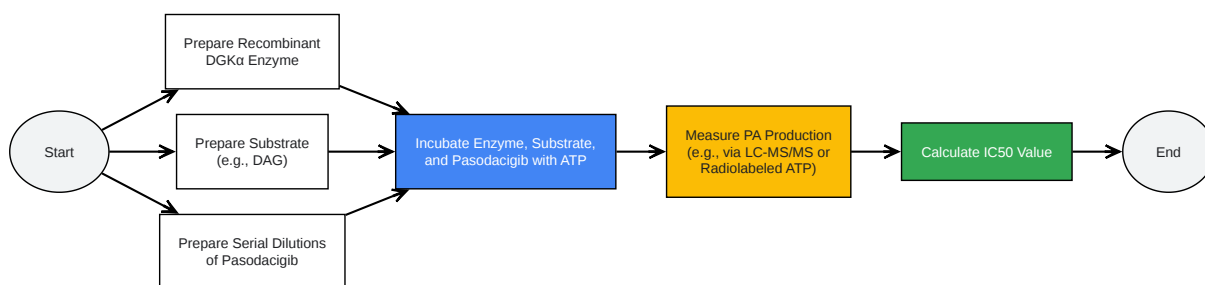 Prepare Recombinant
DGKα Enzyme
Start
Prepare Substrate
(e.g., DAG)
Prepare Serial Dilutions
of Pasodacigib
Incubate Enzyme, Substrate,
and Pasodacigib with ATP
Measure PA Production
(e.g., via LC-MS/MS or
Radiolabeled ATP)
Calculate IC50 Value
End